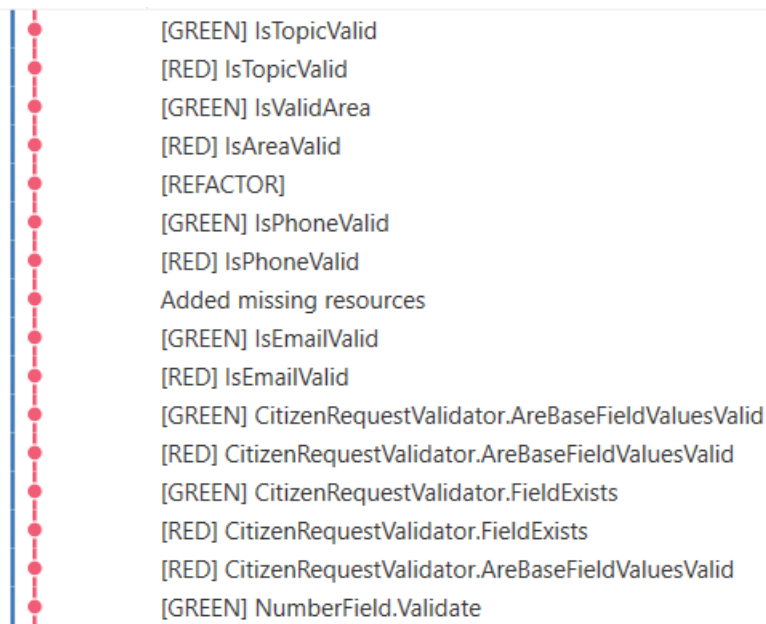 [GREEN] IsTopicValid
[RED] IsTopicValid
[GREEN] IsValidArea
[RED] IsAreaValid
[REFACTOR]
[GREEN] IsPhoneValid
[RED] IsPhoneValid
Added missing resources
[GREEN] IsEmailValid
[RED] IsEmailValid
[GREEN] CitizenRequestValidator.AreBaseFieldValuesValid
[RED] CitizenRequestValidator.AreBaseFieldValuesValid
[GREEN] CitizenRequestValidator.FieldExists
[RED] CitizenRequestValidator.FieldExists
[RED] CitizenRequestValidator.AreBaseFieldValuesValid
[GREEN] NumberField.Validate